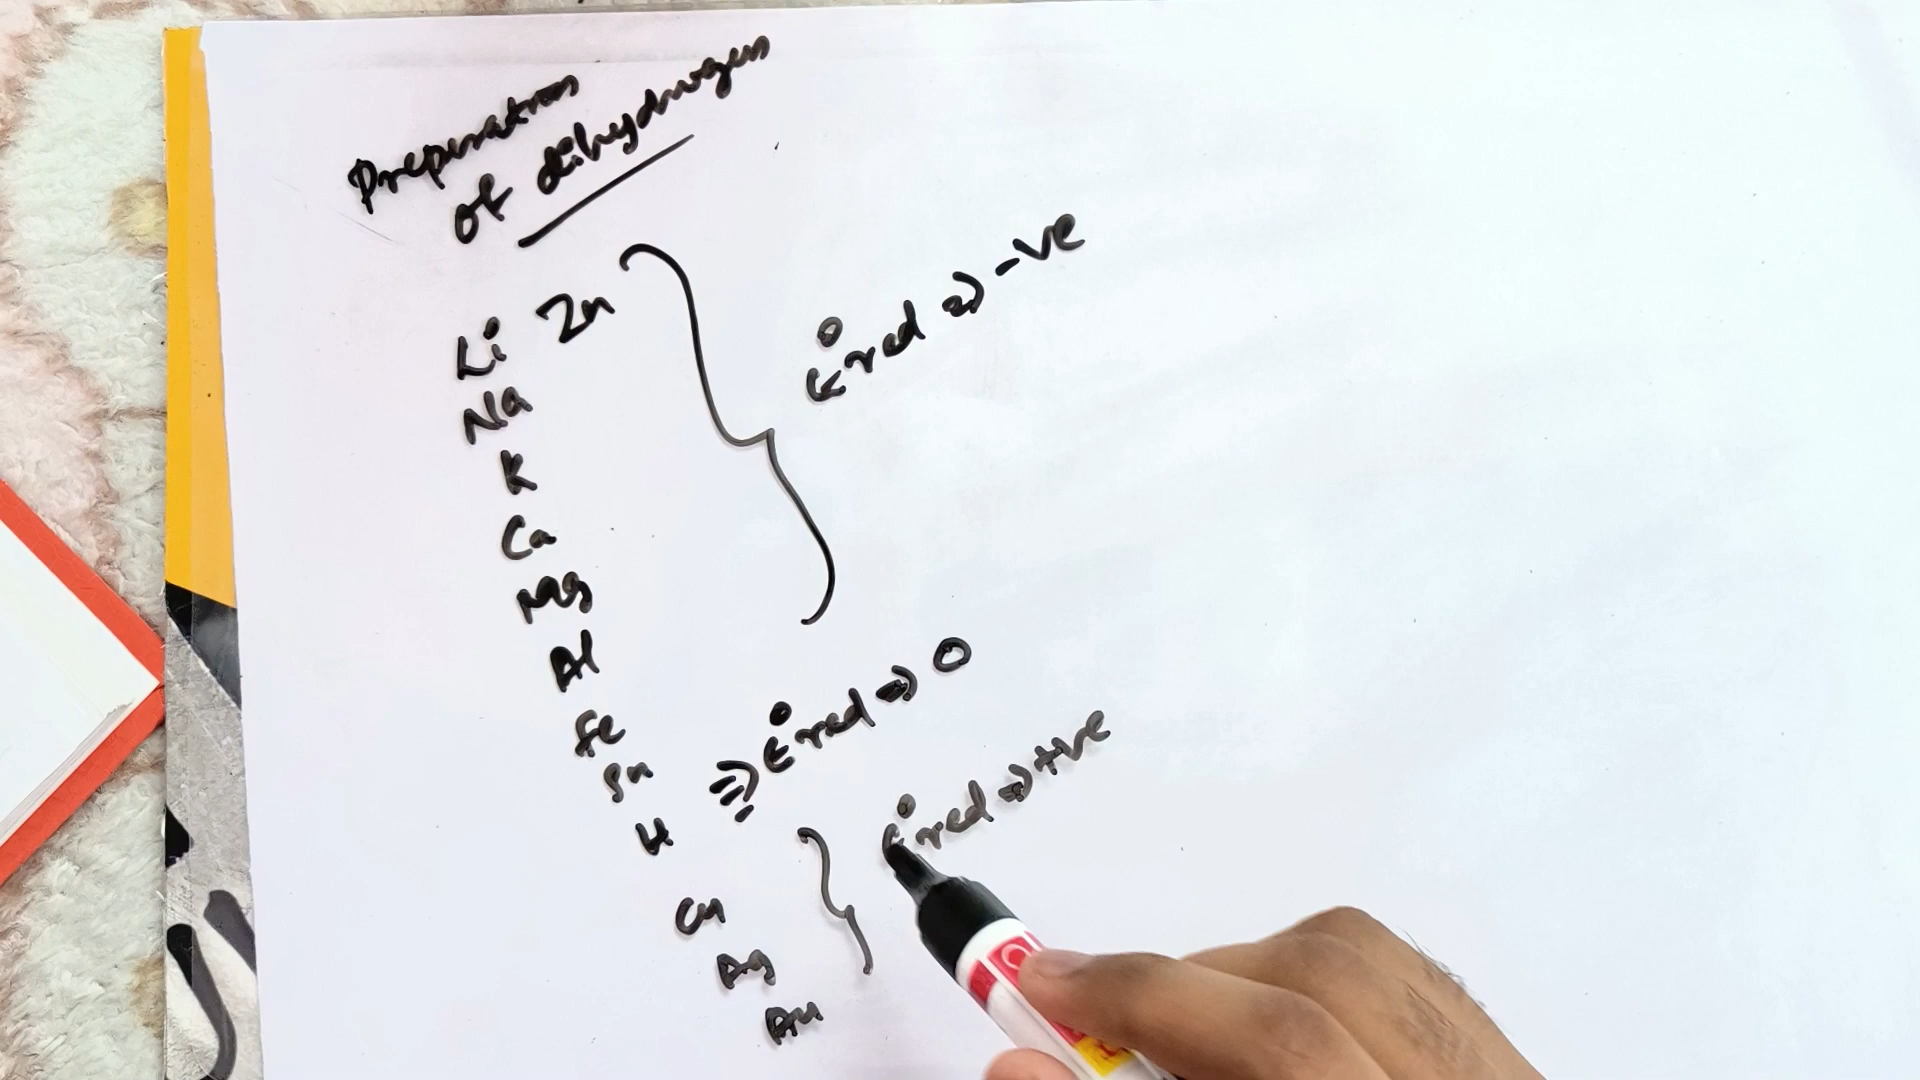 Preperation
of dihydrogen
Zn
Li
Na
K
Ca
Mg
Al
Fe
Sn
H
Cu
Ag
Au
E°red ⇒ -ve
⇒ E°red ⇒ 0
E°red ⇒ +ve